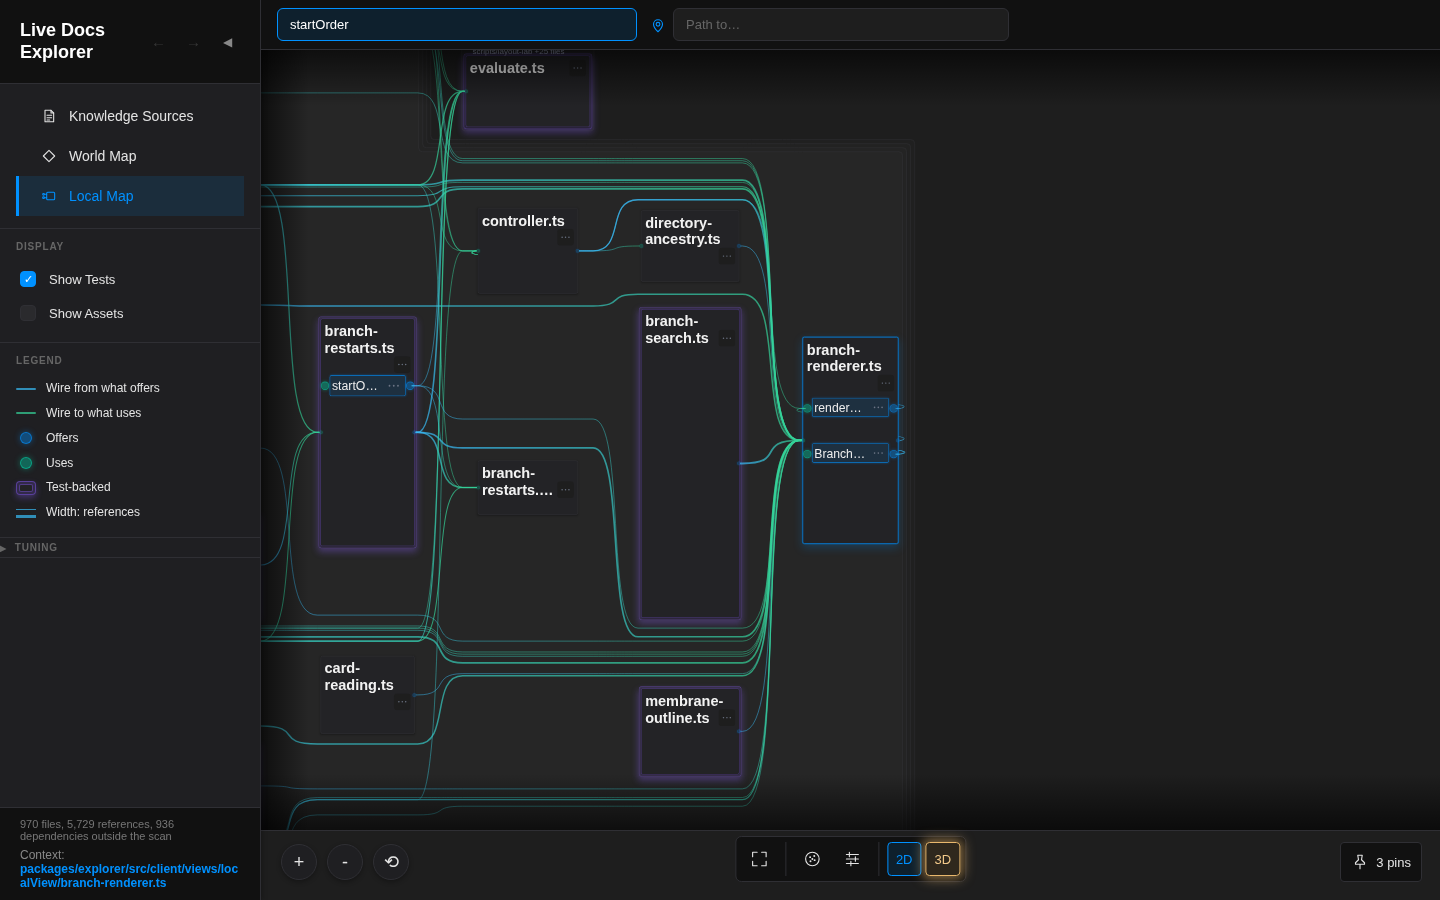 Live Docs
Explorer
startOrder
Path to…
Knowledge Sources
World Map
Local Map
DISPLAY
Show Tests
Show Assets
LEGEND
Wire from what offers
Wire to what uses
Offers
Uses
Test-backed
Width: references
TUNING
970 files, 5,729 references, 936
dependencies outside the scan
Context:
packages/explorer/src/client/views/loc
alView/branch-renderer.ts
evaluate.ts
controller.ts
directory-
ancestry.ts
branch-
restarts.ts
startO…
branch-
search.ts
branch-
renderer.ts
render…
Branch…
branch-
restarts.…
card-
reading.ts
membrane-
outline.ts
+
-
2D
3D
3 pins